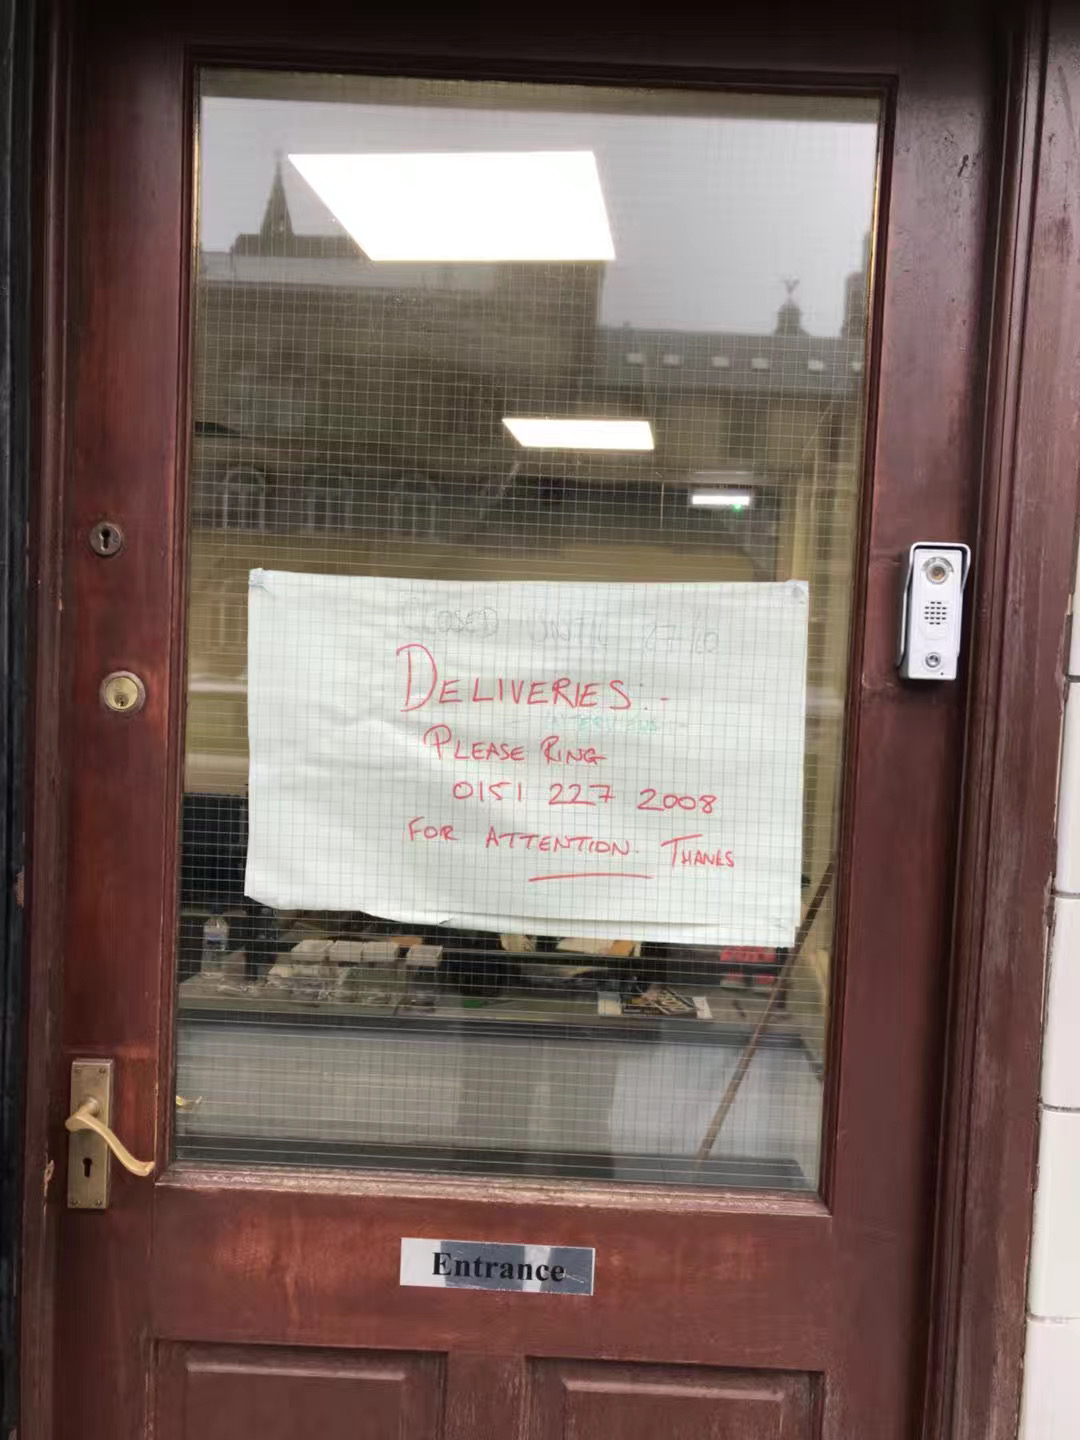 DELIVERIES:-
PLEASE RING
0151 227 2008
FOR ATTENTION. THANKS
Entrance